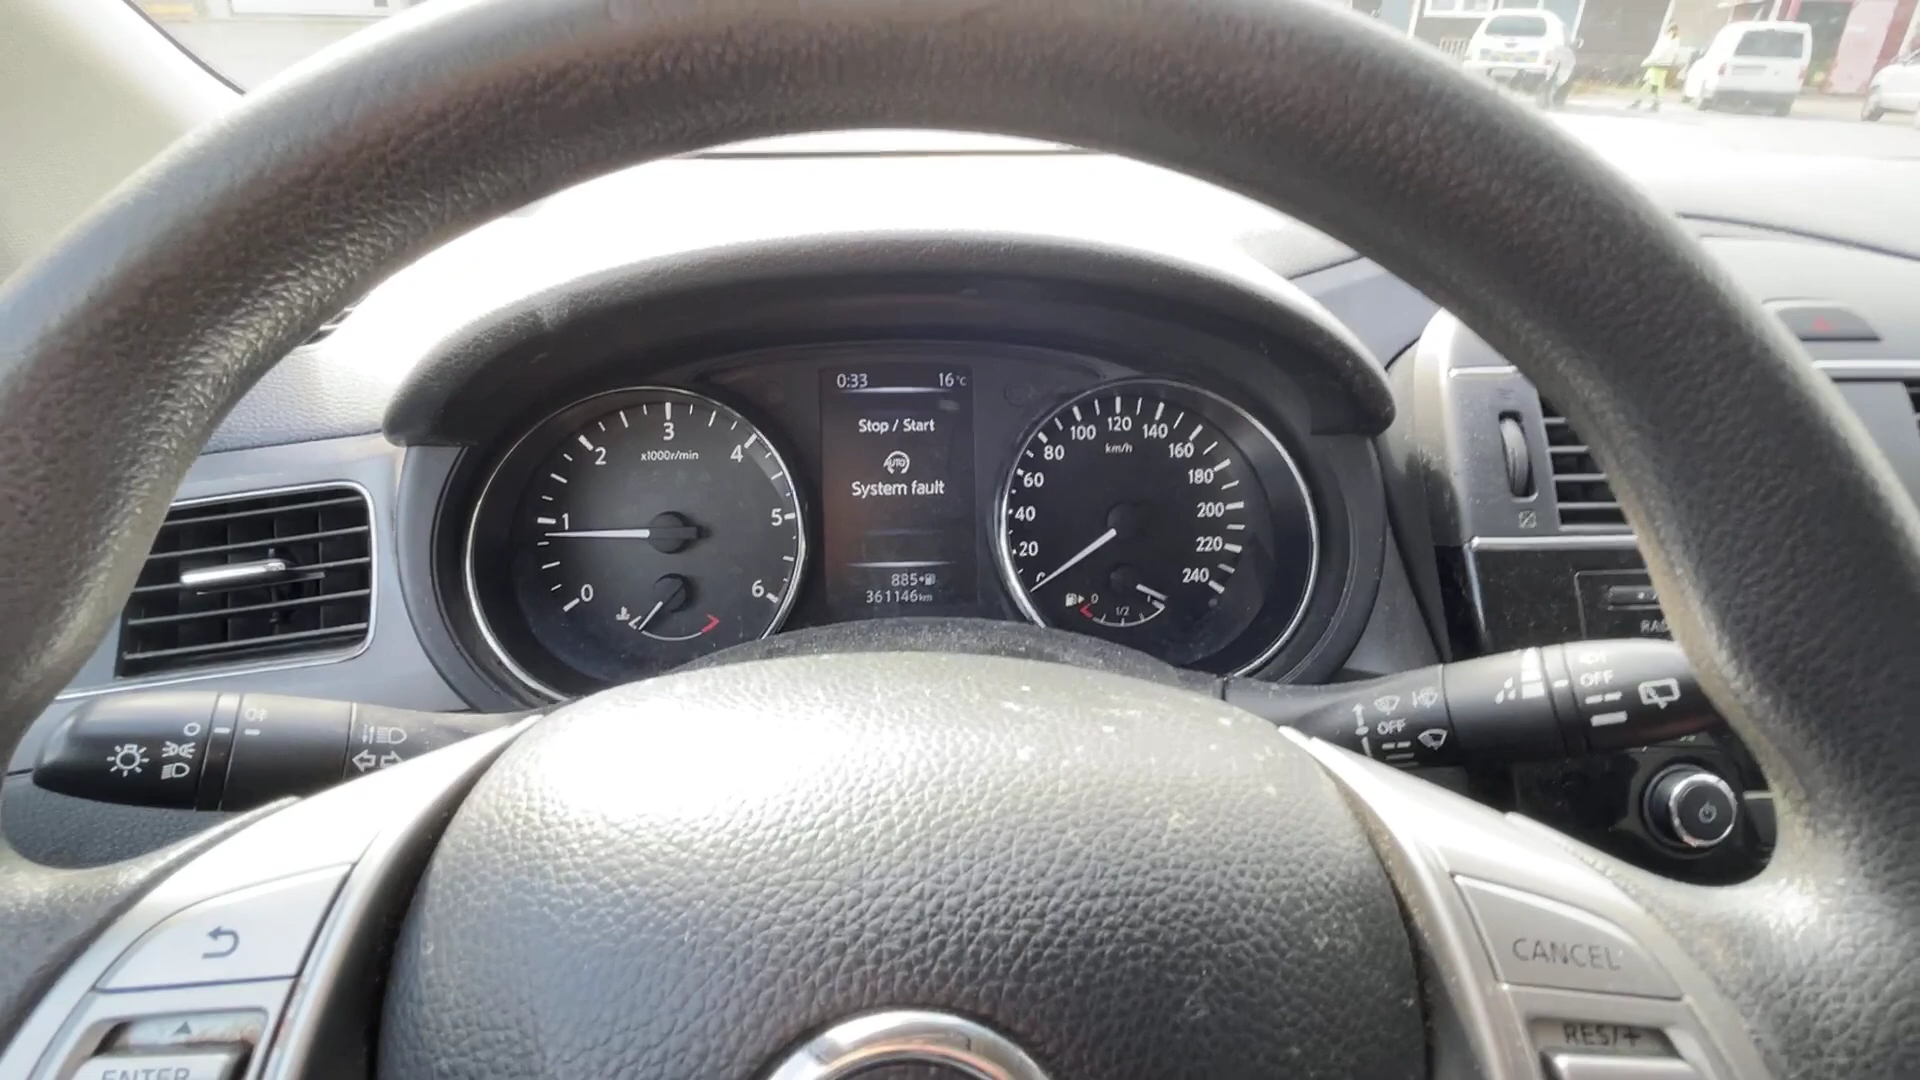 0:33 16°C
Stop / Start
AUTO
System fault
885
361146km
0 1 2 3 4 5 6
x1000r/min
0 20 40 60 80 100 120 140 160 180 200 220 240
km/h
0 1/2 1
OFF
OFF
CANCEL
RES/+
ENTER